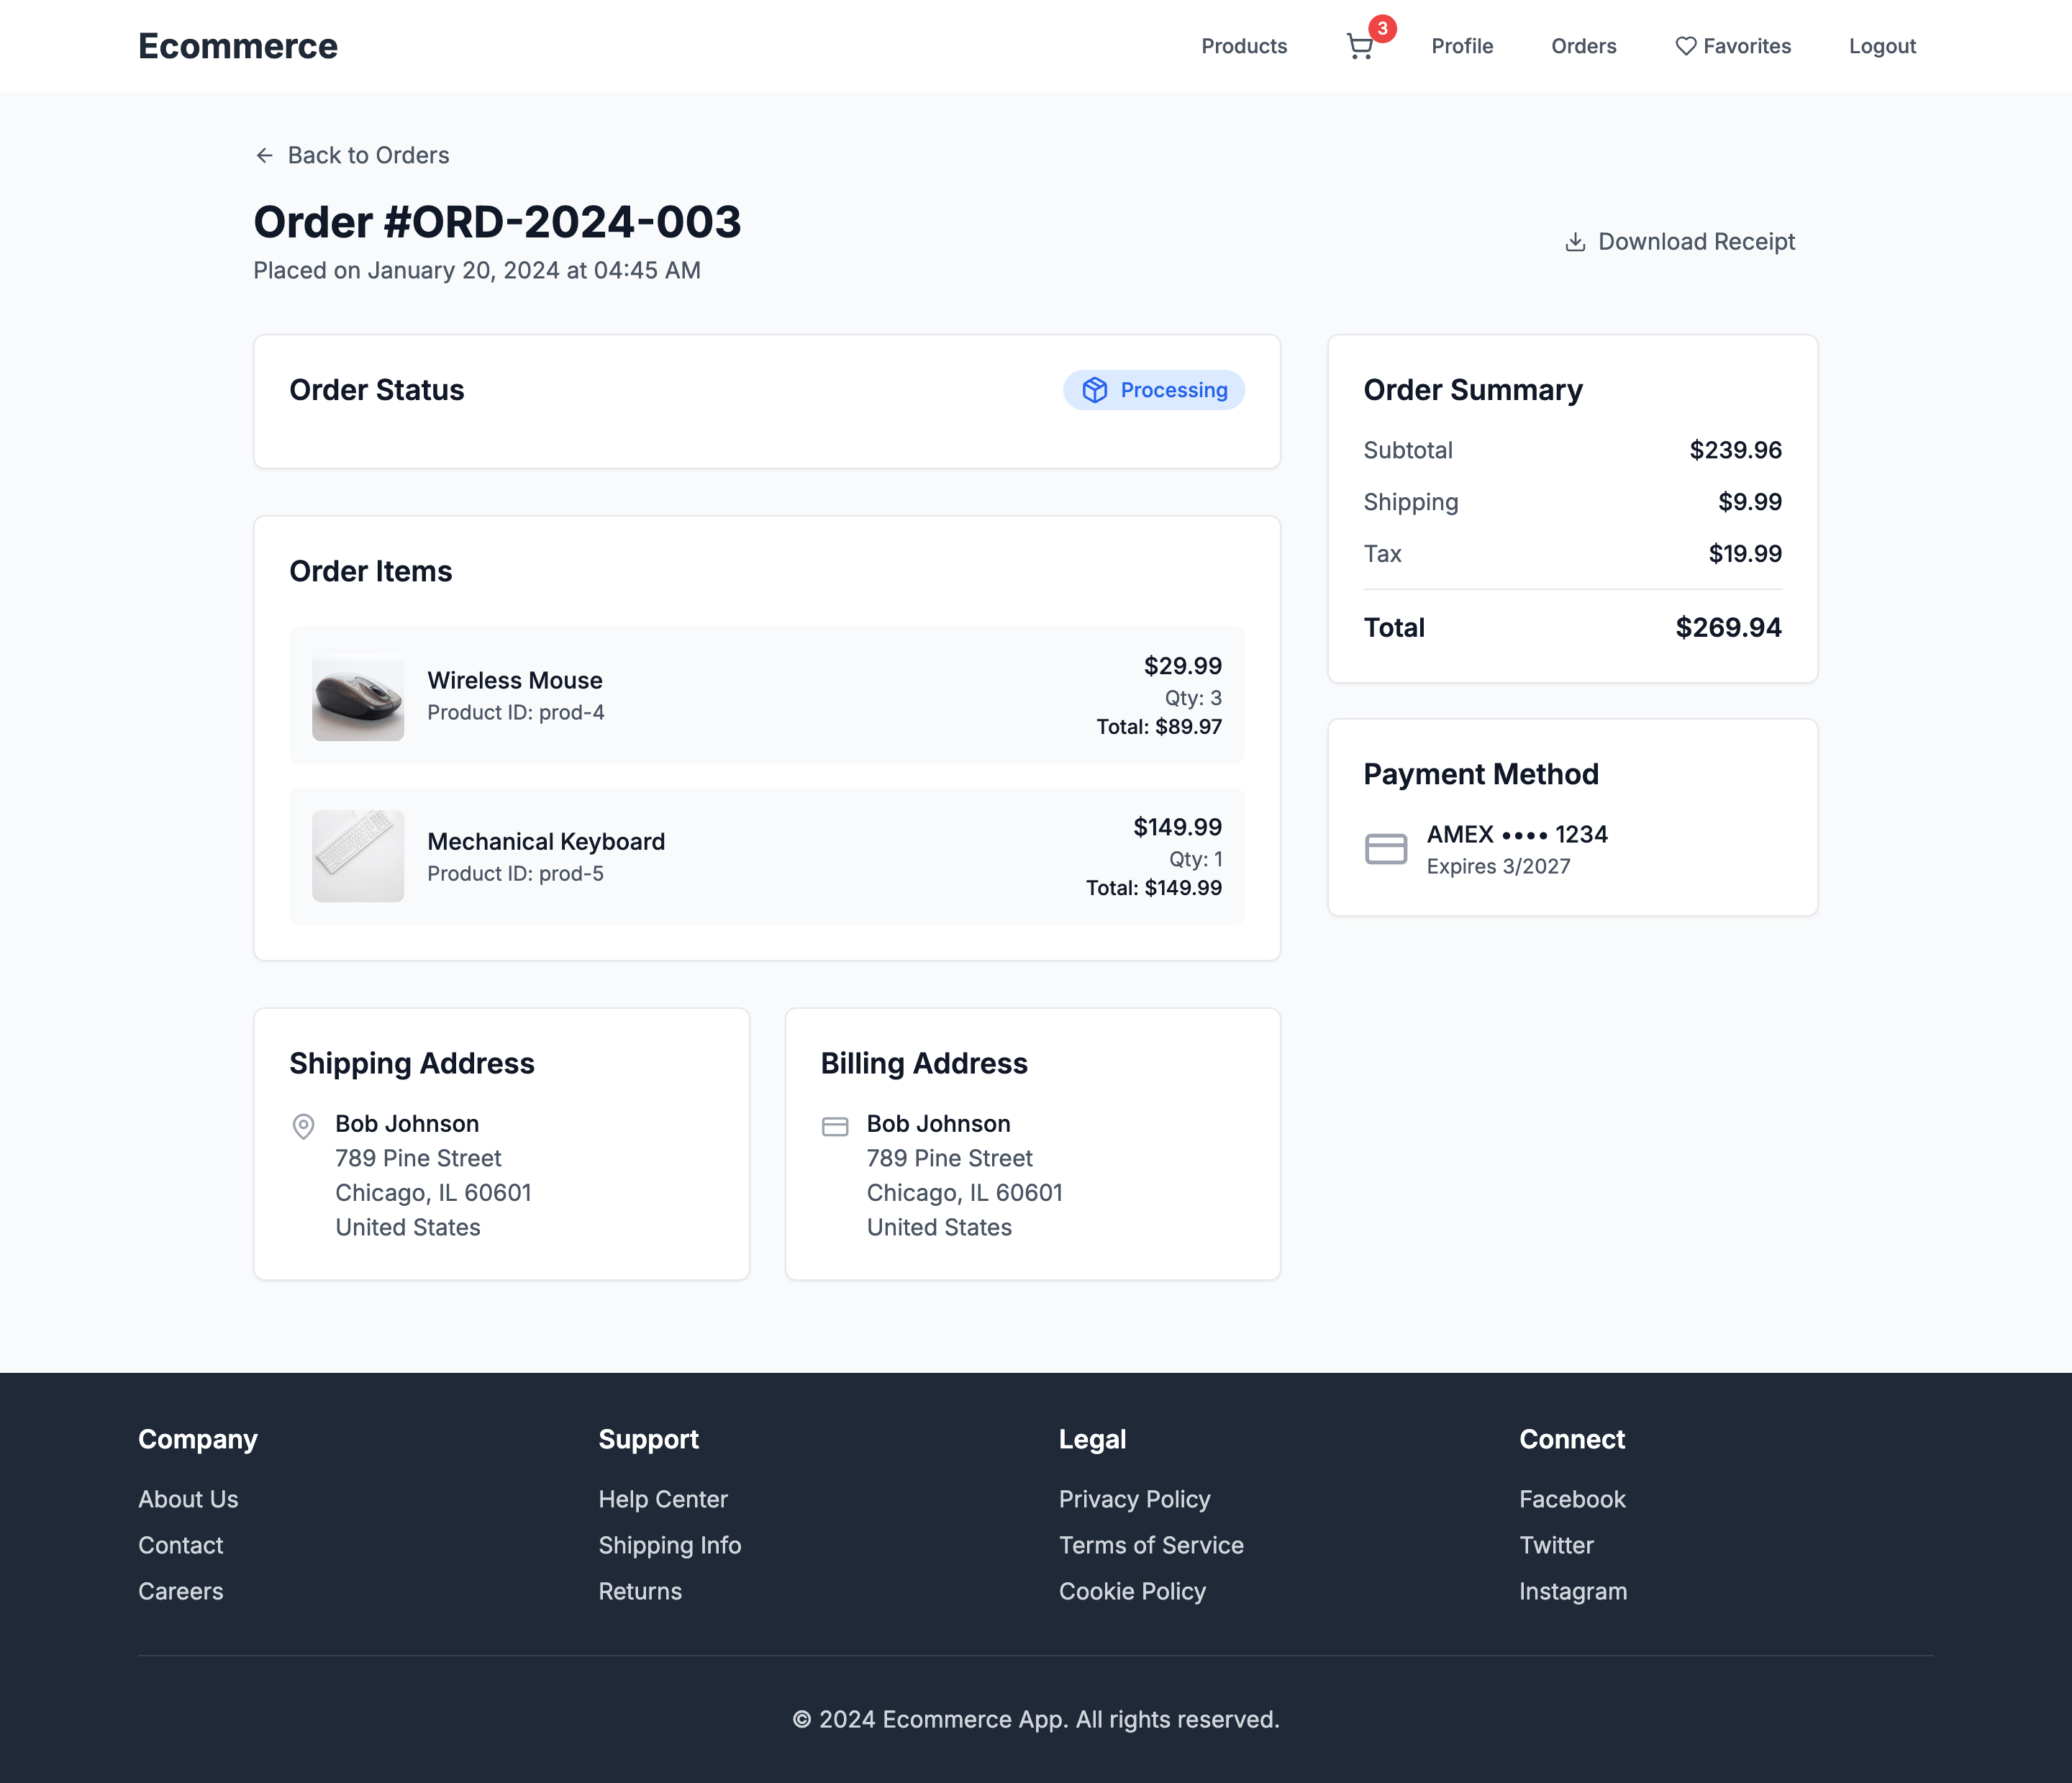 Ecommerce
Products
3
Profile
Orders
Favorites
Logout
Back to Orders
Order #ORD-2024-003
Placed on January 20, 2024 at 04:45 AM
Download Receipt
Order Status
Processing
Order Items
Wireless Mouse
Product ID: prod-4
$29.99
Qty: 3
Total: $89.97
Mechanical Keyboard
Product ID: prod-5
$149.99
Qty: 1
Total: $149.99
Shipping Address
Bob Johnson
789 Pine Street
Chicago, IL 60601
United States
Billing Address
Bob Johnson
789 Pine Street
Chicago, IL 60601
United States
Order Summary
Subtotal $239.96
Shipping $9.99
Tax $19.99
Total $269.94
Payment Method
AMEX •••• 1234
Expires 3/2027
Company
About Us
Contact
Careers
Support
Help Center
Shipping Info
Returns
Legal
Privacy Policy
Terms of Service
Cookie Policy
Connect
Facebook
Twitter
Instagram
© 2024 Ecommerce App. All rights reserved.